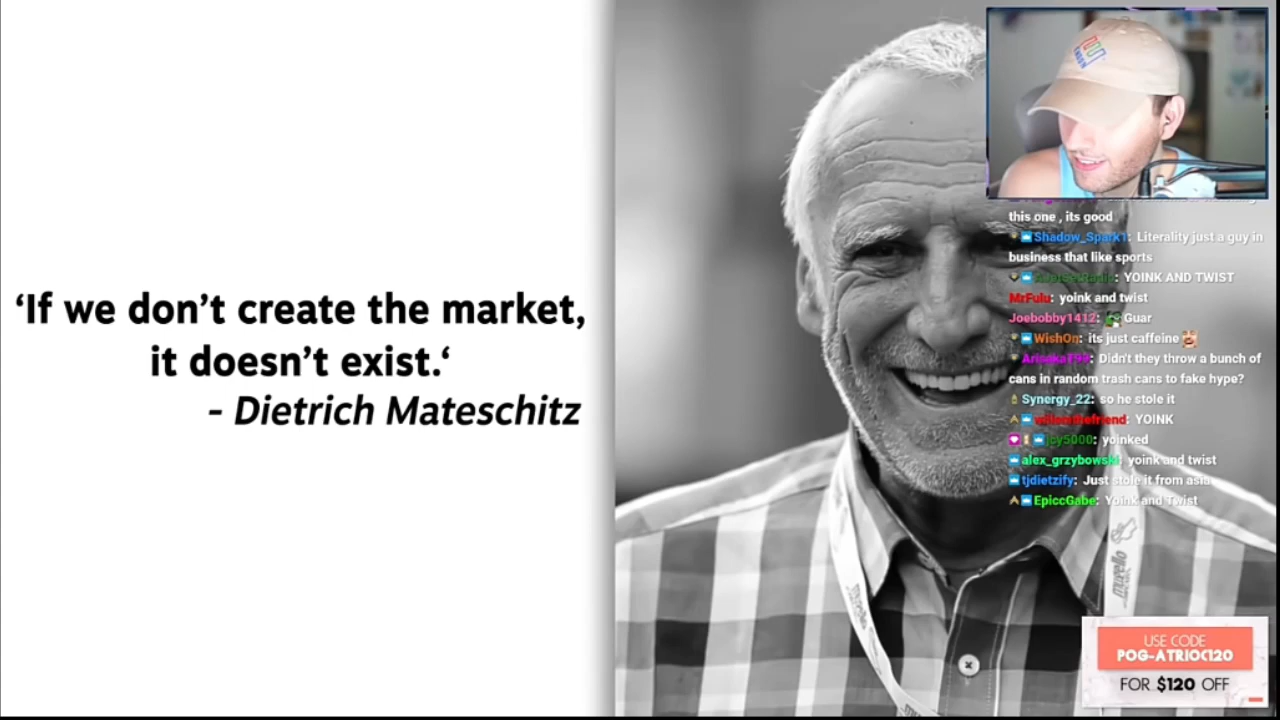 ‘If we don’t create the market,
it doesn’t exist.‘
- Dietrich Mateschitz
this one , its good
Shadow_Spark1: Literality just a guy in
business that like sports
: YOINK AND TWIST
MrFulu: yoink and twist
Joebobby1412: Guar
WishOn: its just caffeine
Didn't they throw a bunch of
cans in random trash cans to fake hype?
Synergy_22: so he stole it
: YOINK
yoinked
alex_grzybowski: yoink and twist
tjdietzify: Just stole it from asia
EpiccGabe: Yoink and Twist
USE CODE
POG-ATRIOC120
FOR $120 OFF